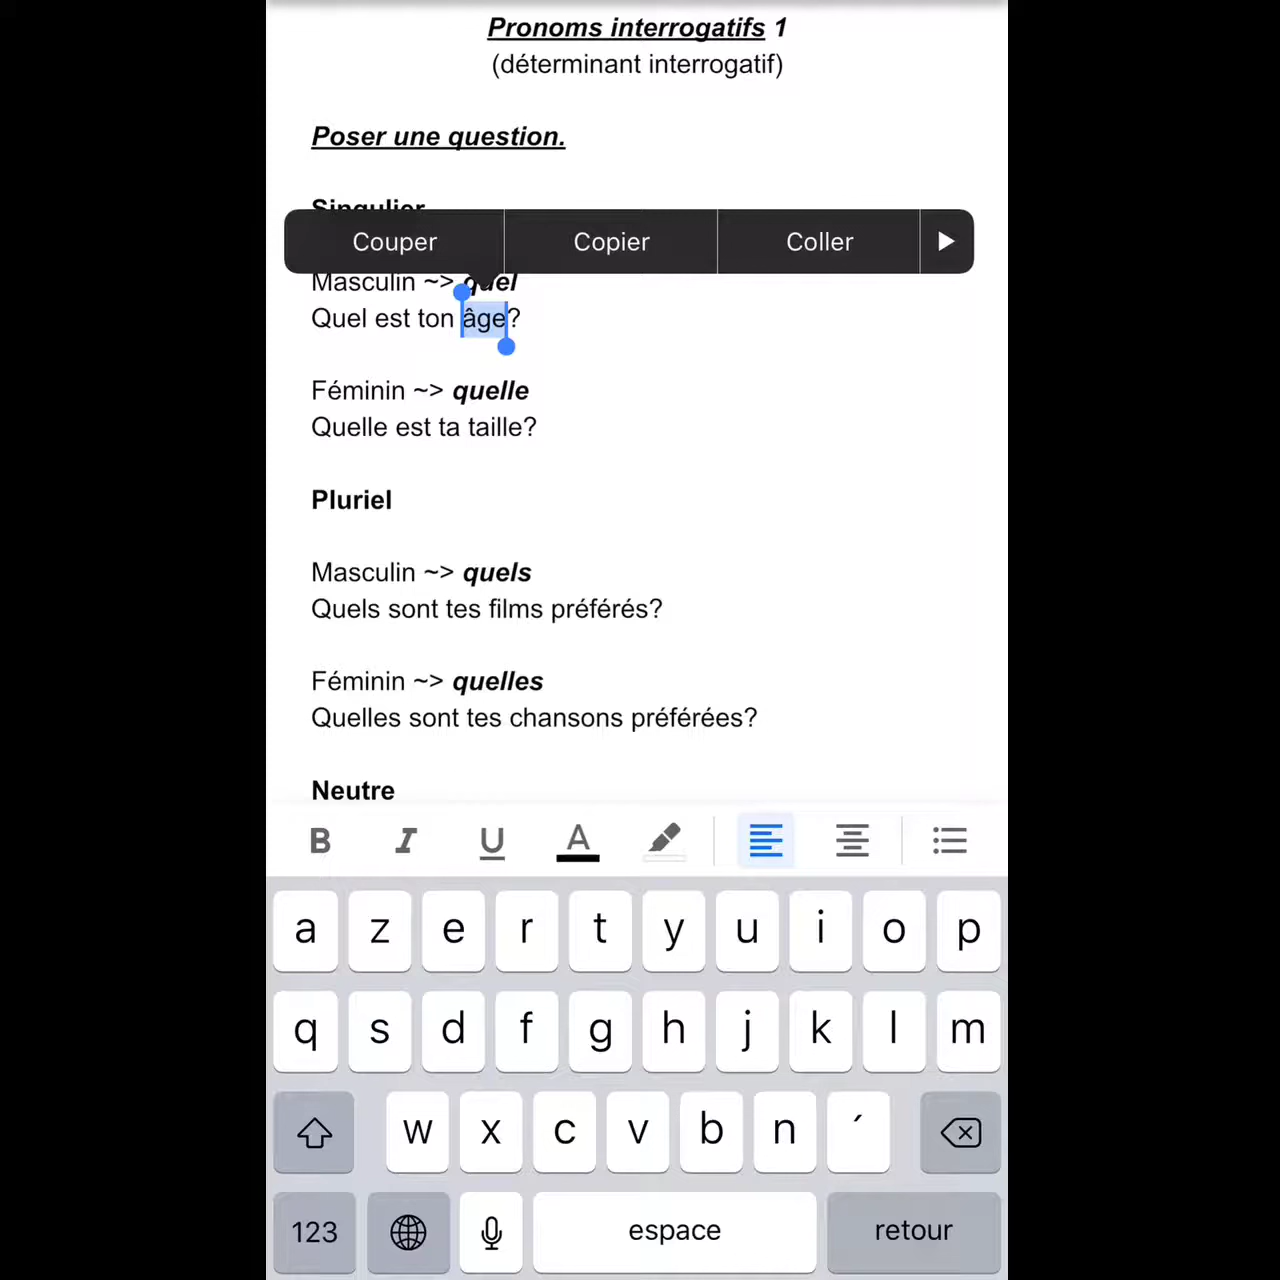 Pronoms interrogatifs 1
(déterminant interrogatif)
Poser une question.
Singulier
Couper Copier Coller
Masculin ~> quel
Quel est ton âge?
Féminin ~> quelle
Quelle est ta taille?
Pluriel
Masculin ~> quels
Quels sont tes films préférés?
Féminin ~> quelles
Quelles sont tes chansons préférées?
Neutre
B I U A
a z e r t y u i o p
q s d f g h j k l m
w x c v b n ´
123 espace retour